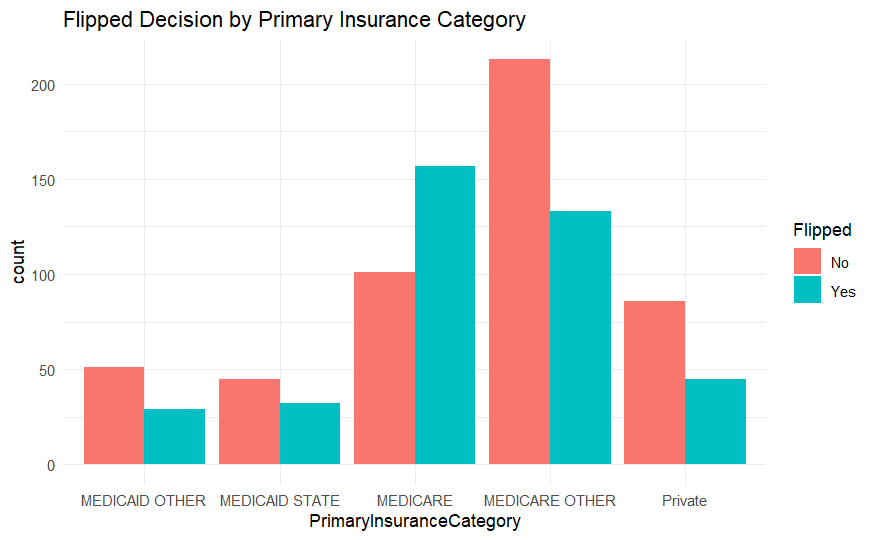 Flipped Decision by Primary Insurance Category
count
200
150
100
50
0
MEDICAID OTHER MEDICAID STATE MEDICARE MEDICARE OTHER Private
PrimaryInsuranceCategory
Flipped
No
Yes